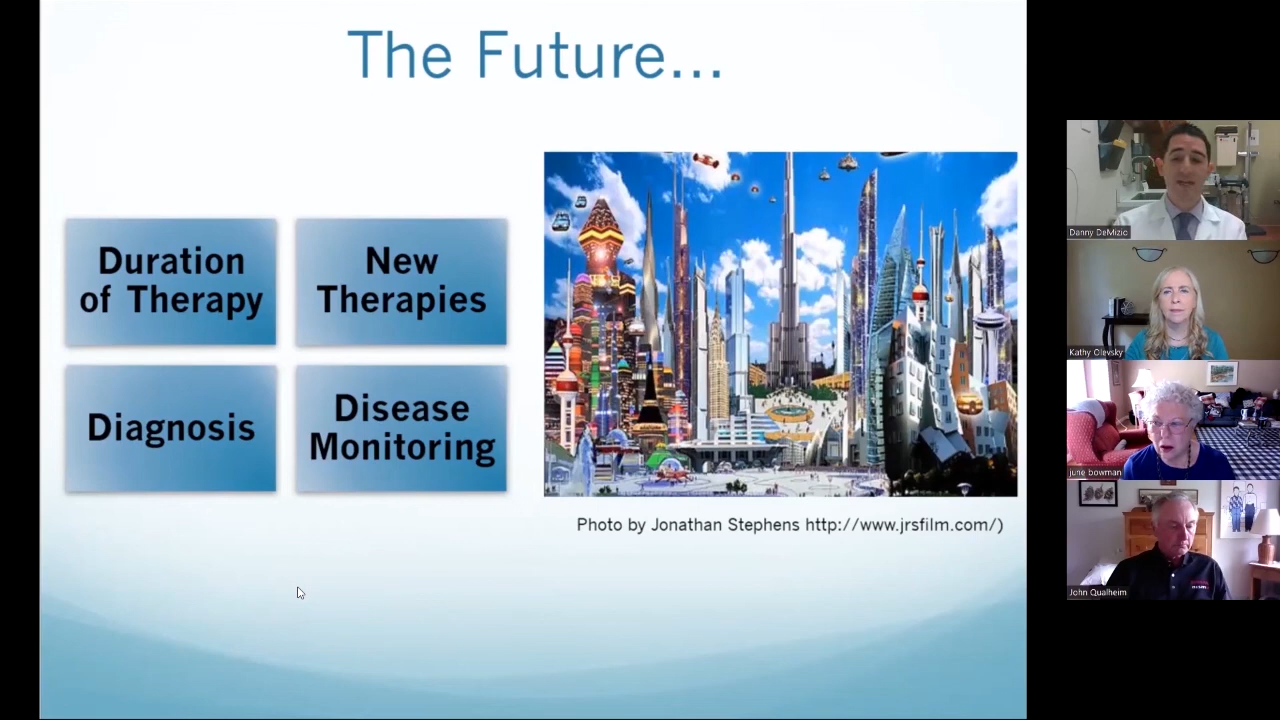 The Future...
Duration
of Therapy
New
Therapies
Diagnosis
Disease
Monitoring
Photo by Jonathan Stephens http://www.jrsfilm.com/)
Danny DeMizio
Kathy Olevsky
june bowman
John Qualheim